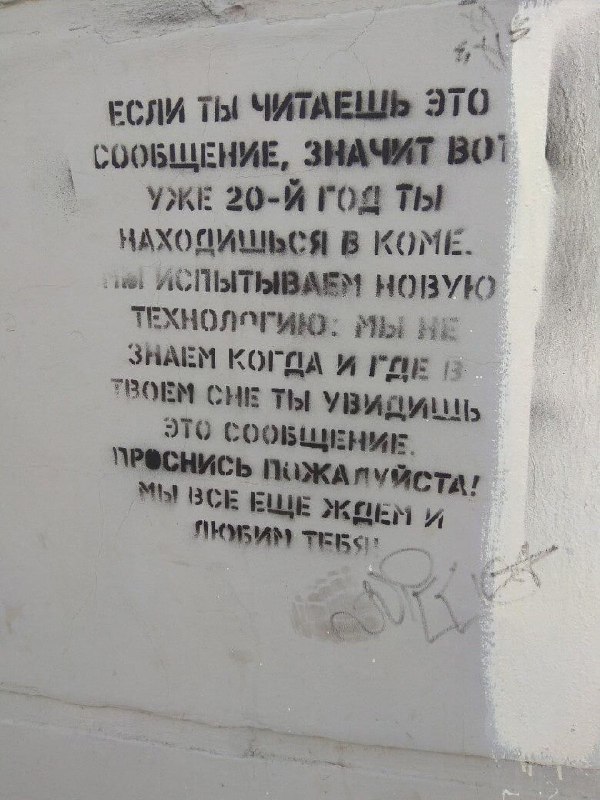 ЕСЛИ ТЫ ЧИТАЕШЬ ЭТО
СООБЩЕНИЕ, ЗНАЧИТ ВОТ
УЖЕ 20-Й ГОД ТЫ
НАХОДИШЬСЯ В КОМЕ.
МЫ ИСПЫТЫВАЕМ НОВУЮ
ТЕХНОЛОГИЮ: МЫ НЕ
ЗНАЕМ КОГДА И ГДЕ В
ТВОЕМ СНЕ ТЫ УВИДИШЬ
ЭТО СООБЩЕНИЕ.
ПРОСНИСЬ ПОЖАЛУЙСТА!
МЫ ВСЕ ЕЩЕ ЖДЕМ И
ЛЮБИМ ТЕБЯ!